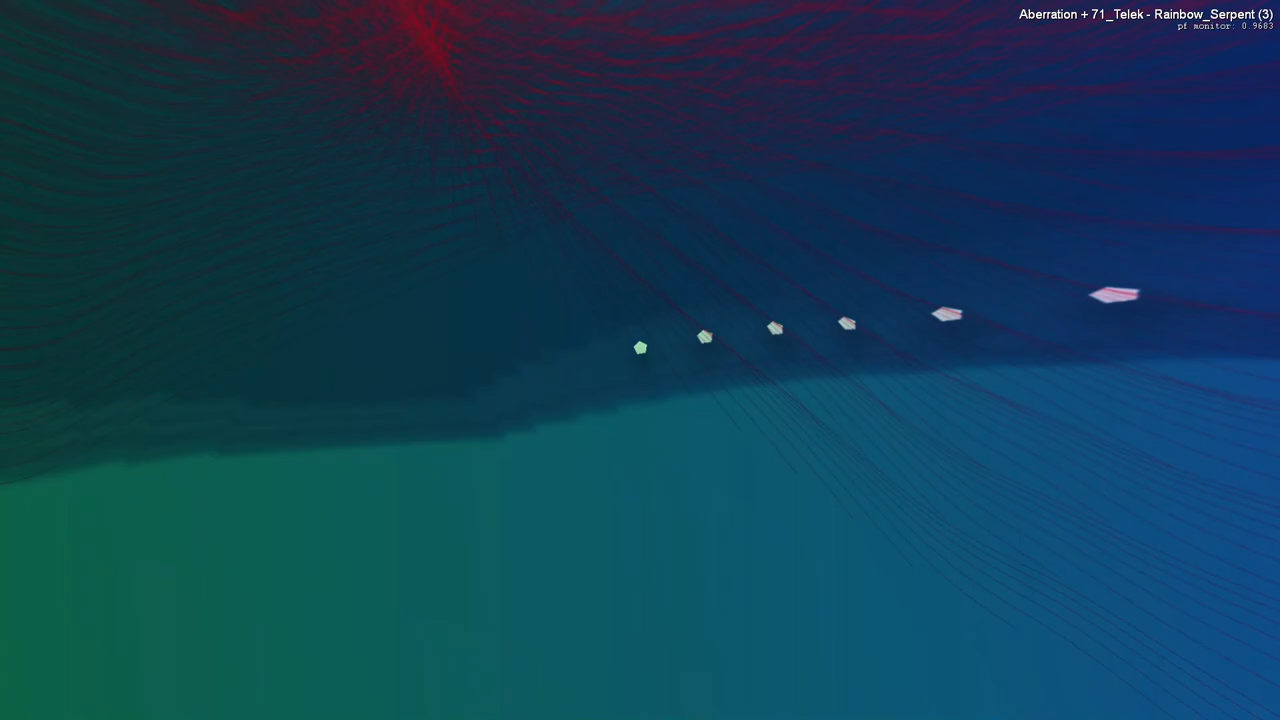 Aberration + 71_Telek - Rainbow_Serpent (3)
pf monitor: 0.9683